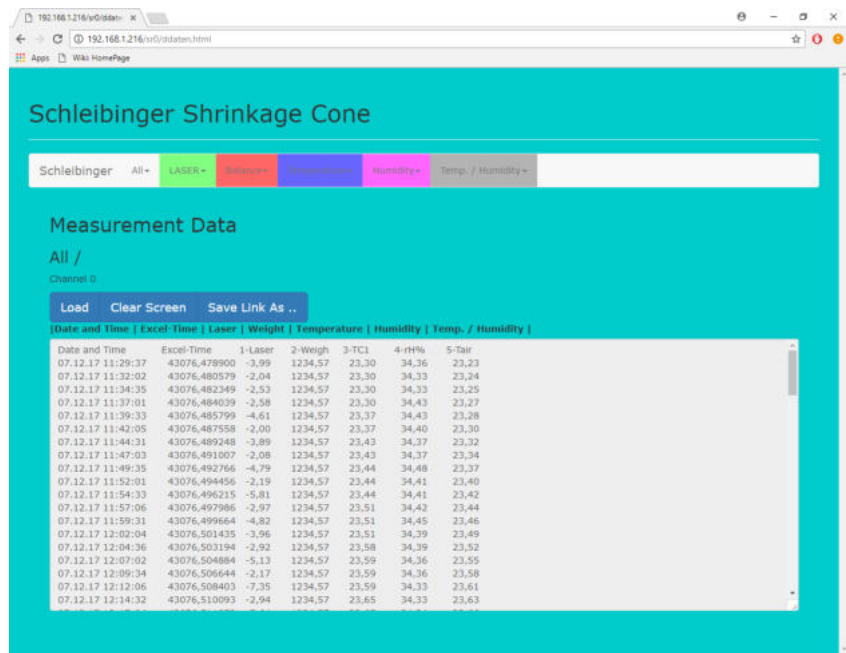 192.168.1.216/sr0/ddaten
192.168.1.216/sr0/ddaten.html
Apps Wiki HomePage
Schleibinger Shrinkage Cone
Schleibinger All LASER Balance Humidity Temp. / Humidity
Measurement Data
All /
Channel 0
Load Clear Screen Save Link As ..
|Date and Time | Excel-Time | Laser | Weight | Temperature | Humidity | Temp. / Humidity |
Date and Time Excel-Time 1-Laser 2-Weigh 3-TC1 4-rH% 5-Tair
07.12.17 11:29:37 43076,478900 -3,99 1234,57 23,30 34,36 23,23
07.12.17 11:32:02 43076,480579 -2,04 1234,57 23,30 34,33 23,24
07.12.17 11:34:35 43076,482349 -2,53 1234,57 23,30 34,33 23,25
07.12.17 11:37:01 43076,484039 -2,58 1234,57 23,30 34,43 23,27
07.12.17 11:39:33 43076,485799 -4,61 1234,57 23,37 34,43 23,28
07.12.17 11:42:05 43076,487558 -2,00 1234,57 23,37 34,40 23,30
07.12.17 11:44:31 43076,489248 -3,89 1234,57 23,43 34,37 23,32
07.12.17 11:47:03 43076,491007 -2,08 1234,57 23,43 34,37 23,34
07.12.17 11:49:35 43076,492766 -4,79 1234,57 23,44 34,48 23,37
07.12.17 11:52:01 43076,494456 -2,19 1234,57 23,44 34,41 23,40
07.12.17 11:54:33 43076,496215 -5,81 1234,57 23,44 34,41 23,42
07.12.17 11:57:06 43076,497986 -2,97 1234,57 23,51 34,42 23,44
07.12.17 11:59:31 43076,499664 -4,82 1234,57 23,51 34,45 23,46
07.12.17 12:02:04 43076,501435 -3,96 1234,57 23,51 34,39 23,49
07.12.17 12:04:36 43076,503194 -2,92 1234,57 23,58 34,39 23,52
07.12.17 12:07:02 43076,504884 -5,13 1234,57 23,59 34,36 23,55
07.12.17 12:09:34 43076,506644 -2,17 1234,57 23,59 34,36 23,58
07.12.17 12:12:06 43076,508403 -7,35 1234,57 23,59 34,33 23,61
07.12.17 12:14:32 43076,510093 -2,94 1234,57 23,65 34,33 23,63